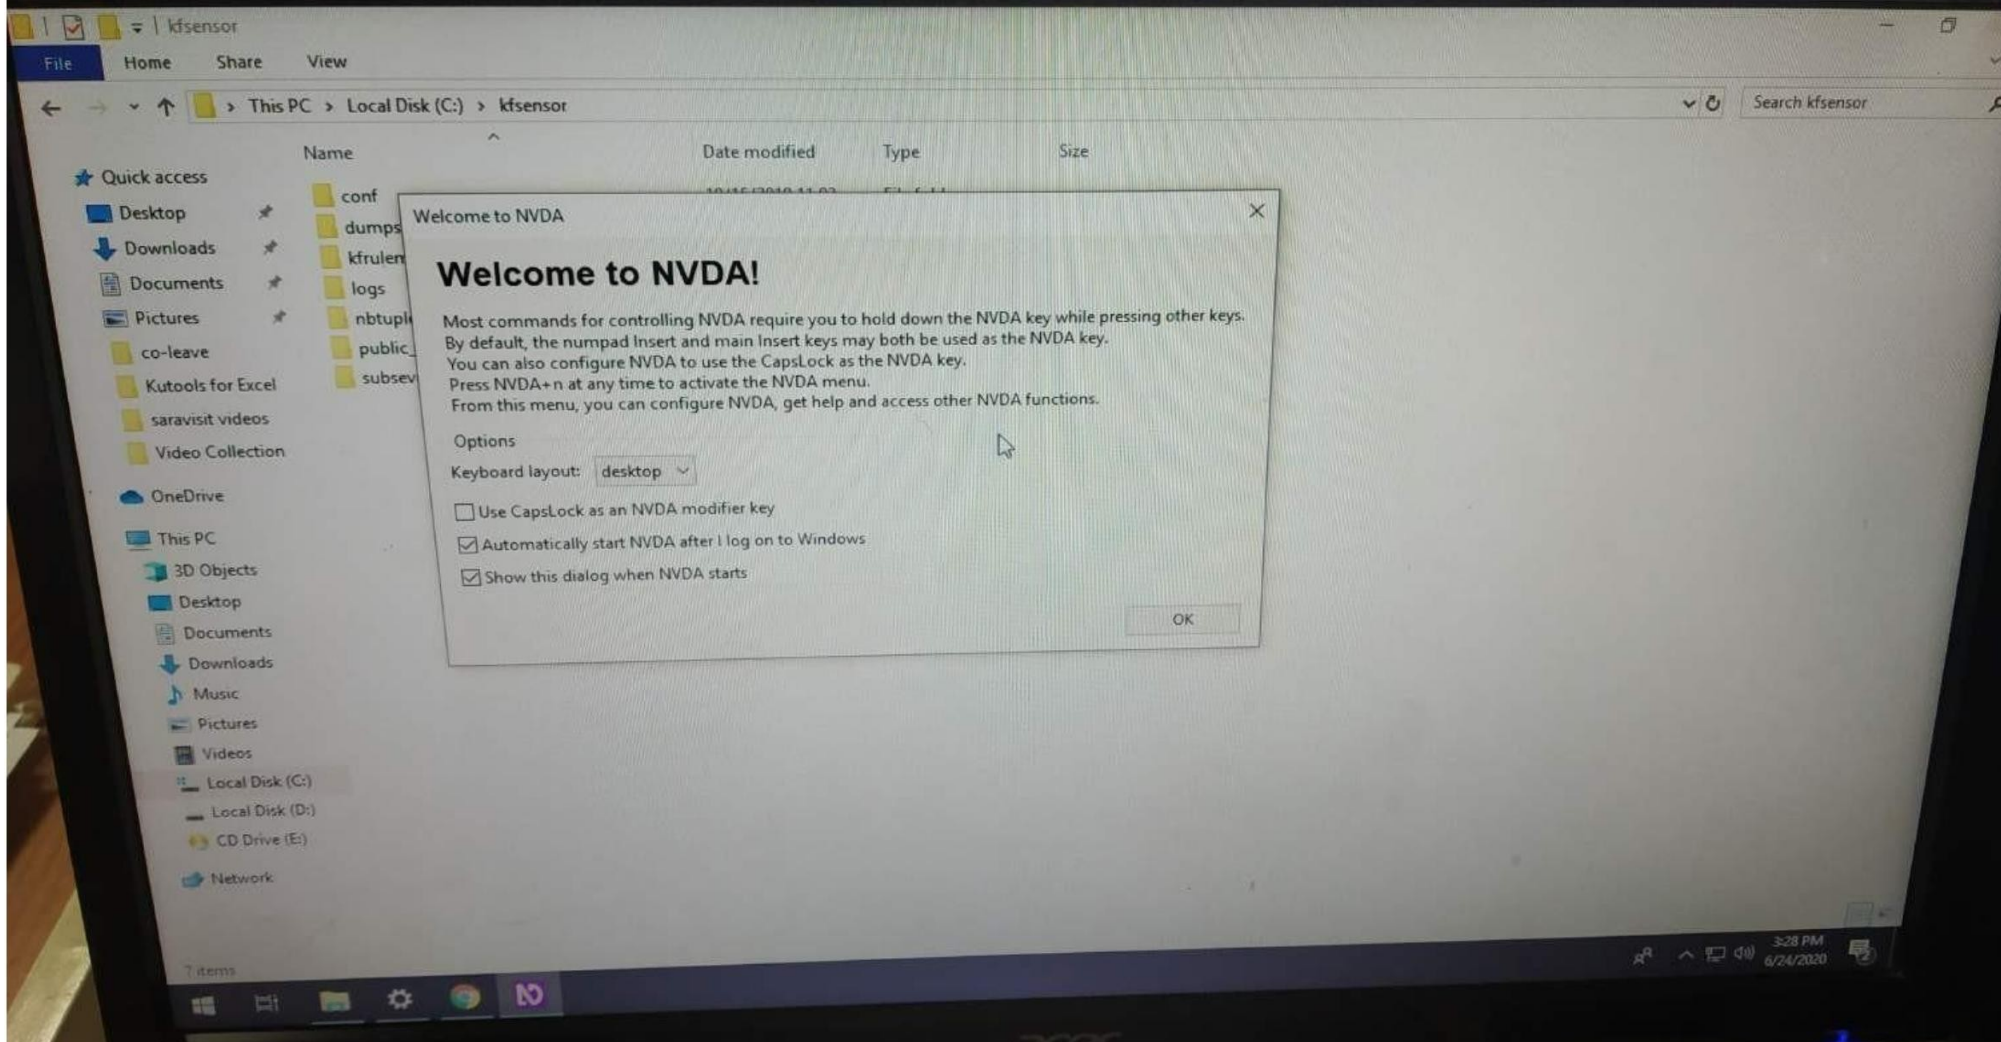 kfsensor
File Home Share View
This PC > Local Disk (C:) > kfsensor
Search kfsensor
Name Date modified Type Size
Quick access
Desktop
Downloads
Documents
Pictures
co-leave
Kutools for Excel
saravisit videos
Video Collection
OneDrive
This PC
3D Objects
Desktop
Documents
Downloads
Music
Pictures
Videos
Local Disk (C:)
Local Disk (D:)
CD Drive (E:)
Network
7 items
conf
dumps
kfrulem
logs
nbtuple
public_
subsev
Welcome to NVDA
Welcome to NVDA!
Most commands for controlling NVDA require you to hold down the NVDA key while pressing other keys.
By default, the numpad Insert and main Insert keys may both be used as the NVDA key.
You can also configure NVDA to use the CapsLock as the NVDA key.
Press NVDA+n at any time to activate the NVDA menu.
From this menu, you can configure NVDA, get help and access other NVDA functions.
Options
Keyboard layout: desktop
Use CapsLock as an NVDA modifier key
Automatically start NVDA after I log on to Windows
Show this dialog when NVDA starts
OK
3:28 PM
6/24/2020
2